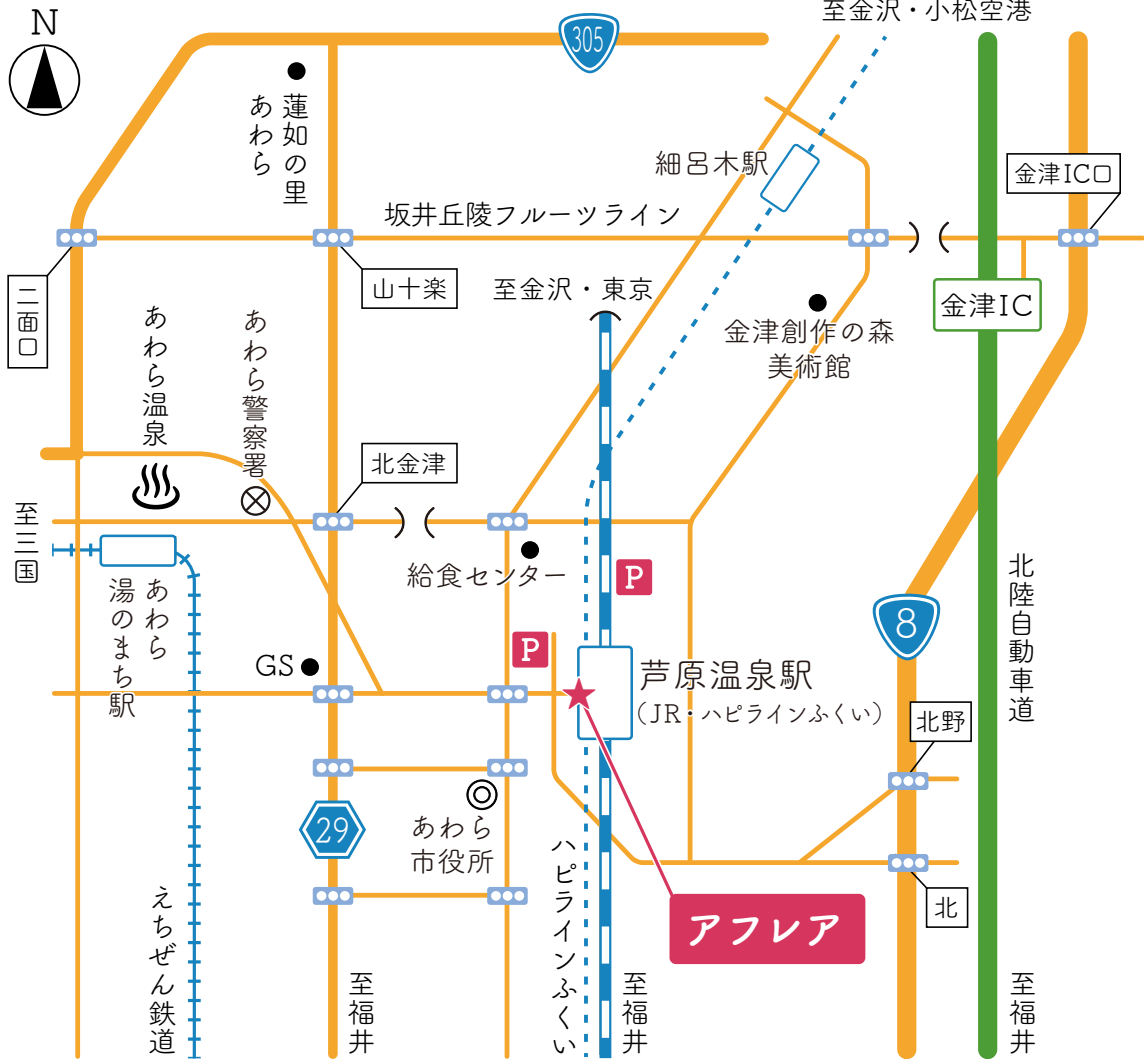 N
305
至金沢・小松空港
蓮如の里
あわら
細呂木駅
金津IC口
坂井丘陵フルーツライン
二面口
山十楽
至金沢・東京
金津IC
金津創作の森
美術館
あわら温泉
あわら警察署
北金津
至三国
給食センター
P
あわら
湯のまち駅
北陸自動車道
8
P
GS
芦原温泉駅
(JR・ハピラインふくい)
北野
29
あわら
市役所
ハピラインふくい
えちぜん鉄道
アフレア
北
至福井
至福井
至福井